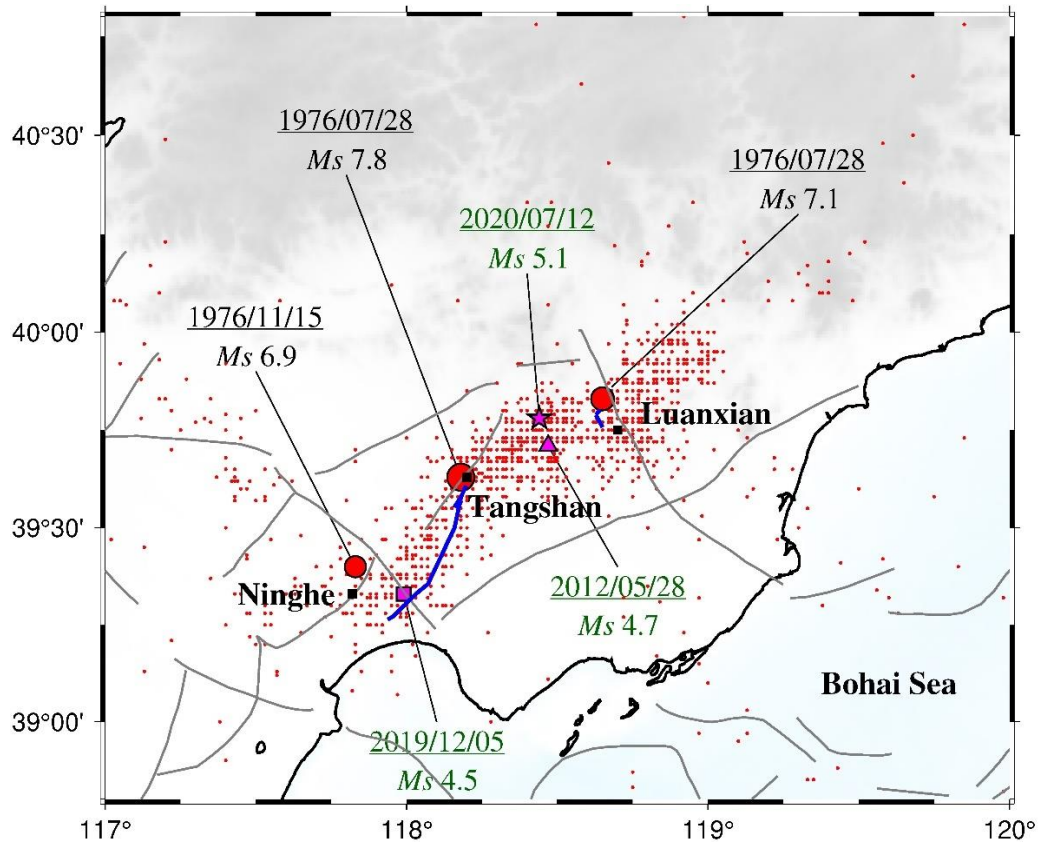 1976/07/28
Ms 7.8
1976/07/28
Ms 7.1
2020/07/12
Ms 5.1
1976/11/15
Ms 6.9
Luanxian
Tangshan
Ninghe
2012/05/28
Ms 4.7
Bohai Sea
2019/12/05
Ms 4.5
40°30'
40°00'
39°30'
39°00'
117°
118°
119°
120°